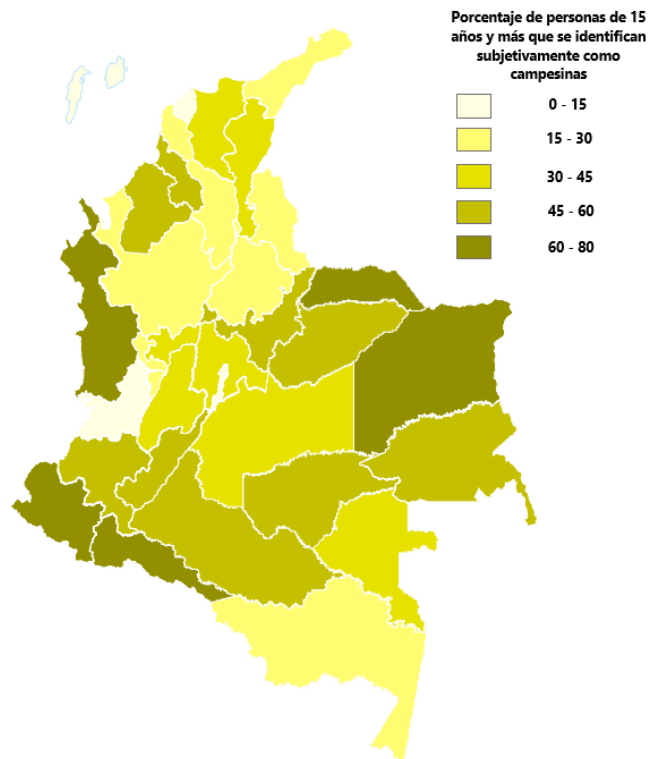 Porcentaje de personas de 15
años y más que se identifican
subjetivamente como
campesinas
0 - 15
15 - 30
30 - 45
45 - 60
60 - 80